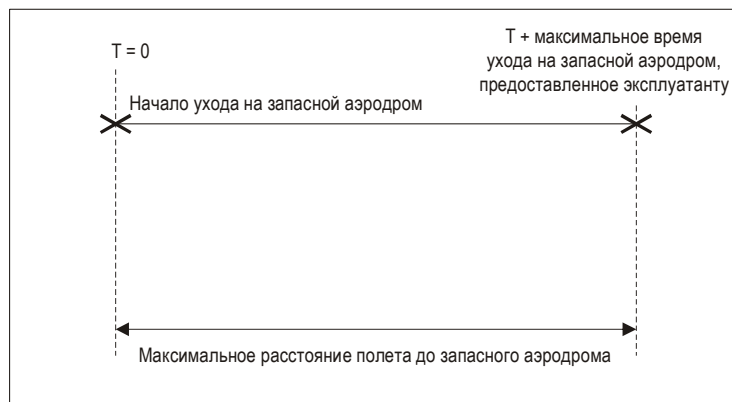 T = 0
T + максимальное время
ухода на запасной аэродром,
предоставленное эксплуатанту
Начало ухода на запасной аэродром
Максимальное расстояние полета до запасного аэродрома